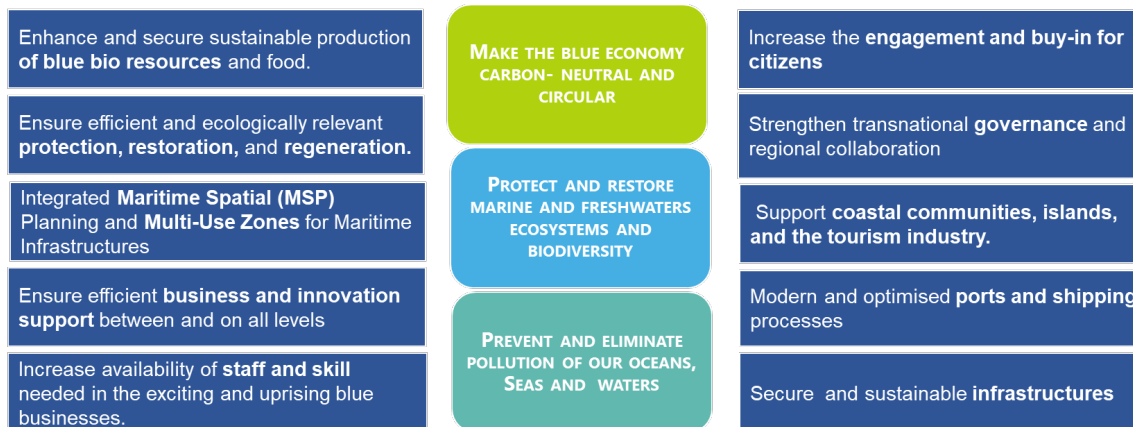 Enhance and secure sustainable production
of blue bio resources and food.
Ensure efficient and ecologically relevant
protection, restoration, and regeneration.
Integrated Maritime Spatial (MSP)
Planning and Multi-Use Zones for Maritime
Infrastructures
Ensure efficient business and innovation
support between and on all levels
Increase availability of staff and skill
needed in the exciting and uprising blue
businesses.
MAKE THE BLUE ECONOMY
CARBON- NEUTRAL AND
CIRCULAR
PROTECT AND RESTORE
MARINE AND FRESHWATERS
ECOSYSTEMS AND
BIODIVERSITY
PREVENT AND ELIMINATE
POLLUTION OF OUR OCEANS,
SEAS AND WATERS
Increase the engagement and buy-in for
citizens
Strengthen transnational governance and
regional collaboration
Support coastal communities, islands,
and the tourism industry.
Modern and optimised ports and shipping
processes
Secure and sustainable infrastructures